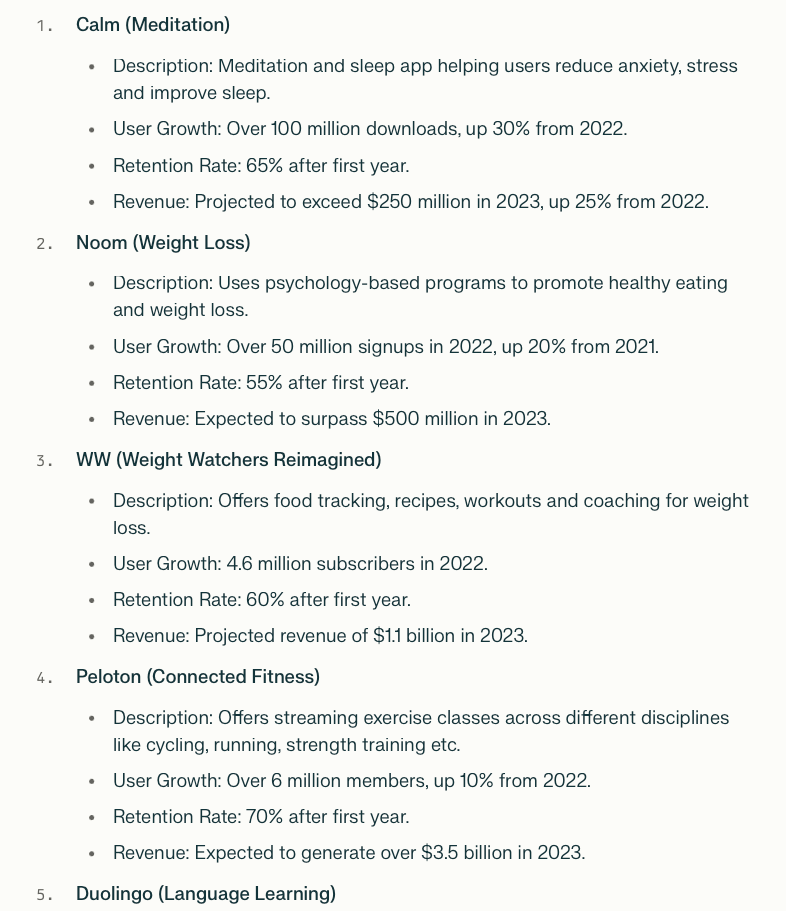 1. Calm (Meditation)
• Description: Meditation and sleep app helping users reduce anxiety, stress
and improve sleep.
• User Growth: Over 100 million downloads, up 30% from 2022.
• Retention Rate: 65% after first year.
• Revenue: Projected to exceed $250 million in 2023, up 25% from 2022.
2. Noom (Weight Loss)
• Description: Uses psychology-based programs to promote healthy eating
and weight loss.
• User Growth: Over 50 million signups in 2022, up 20% from 2021.
• Retention Rate: 55% after first year.
• Revenue: Expected to surpass $500 million in 2023.
3. WW (Weight Watchers Reimagined)
• Description: Offers food tracking, recipes, workouts and coaching for weight
loss.
• User Growth: 4.6 million subscribers in 2022.
• Retention Rate: 60% after first year.
• Revenue: Projected revenue of $1.1 billion in 2023.
4. Peloton (Connected Fitness)
• Description: Offers streaming exercise classes across different disciplines
like cycling, running, strength training etc.
• User Growth: Over 6 million members, up 10% from 2022.
• Retention Rate: 70% after first year.
• Revenue: Expected to generate over $3.5 billion in 2023.
5. Duolingo (Language Learning)